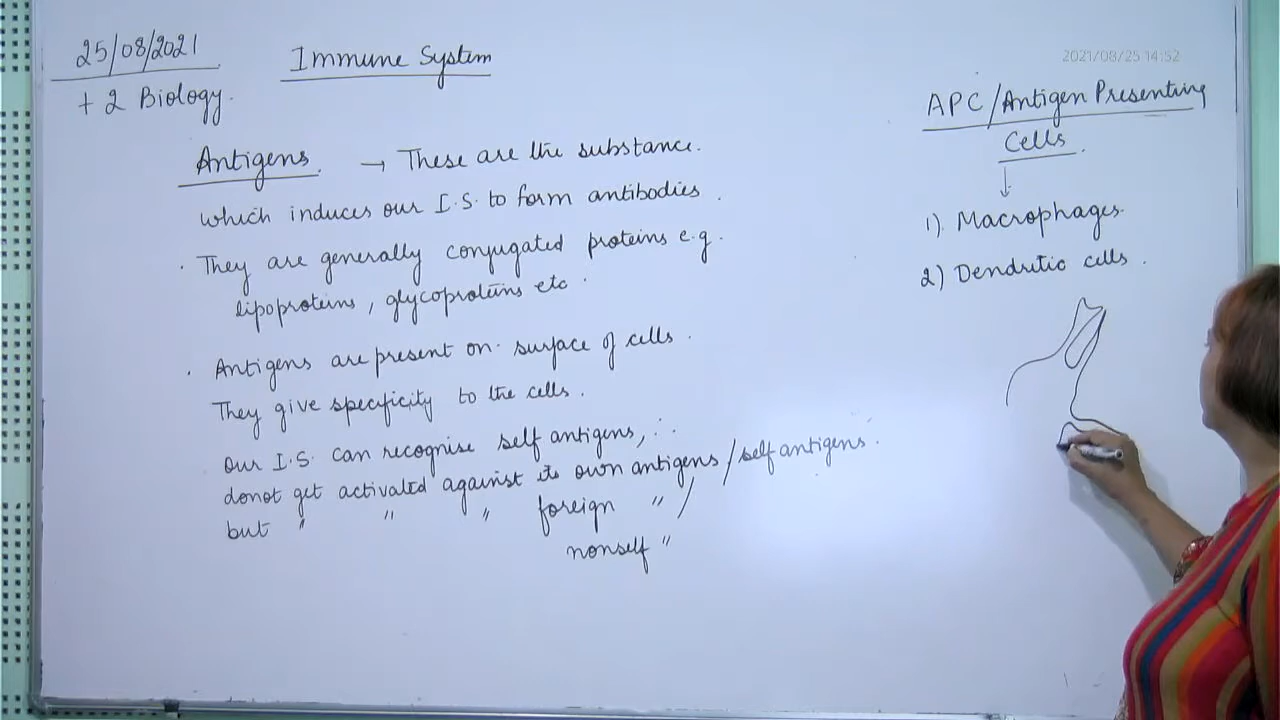 25/08/2021
+ 2 Biology.
Immune System
Antigens. → These are the substance.
which induces our I.S. to form antibodies.
· They are generally conjugated proteins e.g.
lipoproteins, glycoproteins etc.
· Antigens are present on surface of cells.
They give specificity to the cells.
Our I.S. can recognise self antigens, ∴
donot get activated against its own antigens / self antigens.
but " " " foreign " /
nonself "
2021/08/25 14:52
APC/Antigen Presenting
Cells.
↓
1) Macrophages.
2) Dendritic cells.